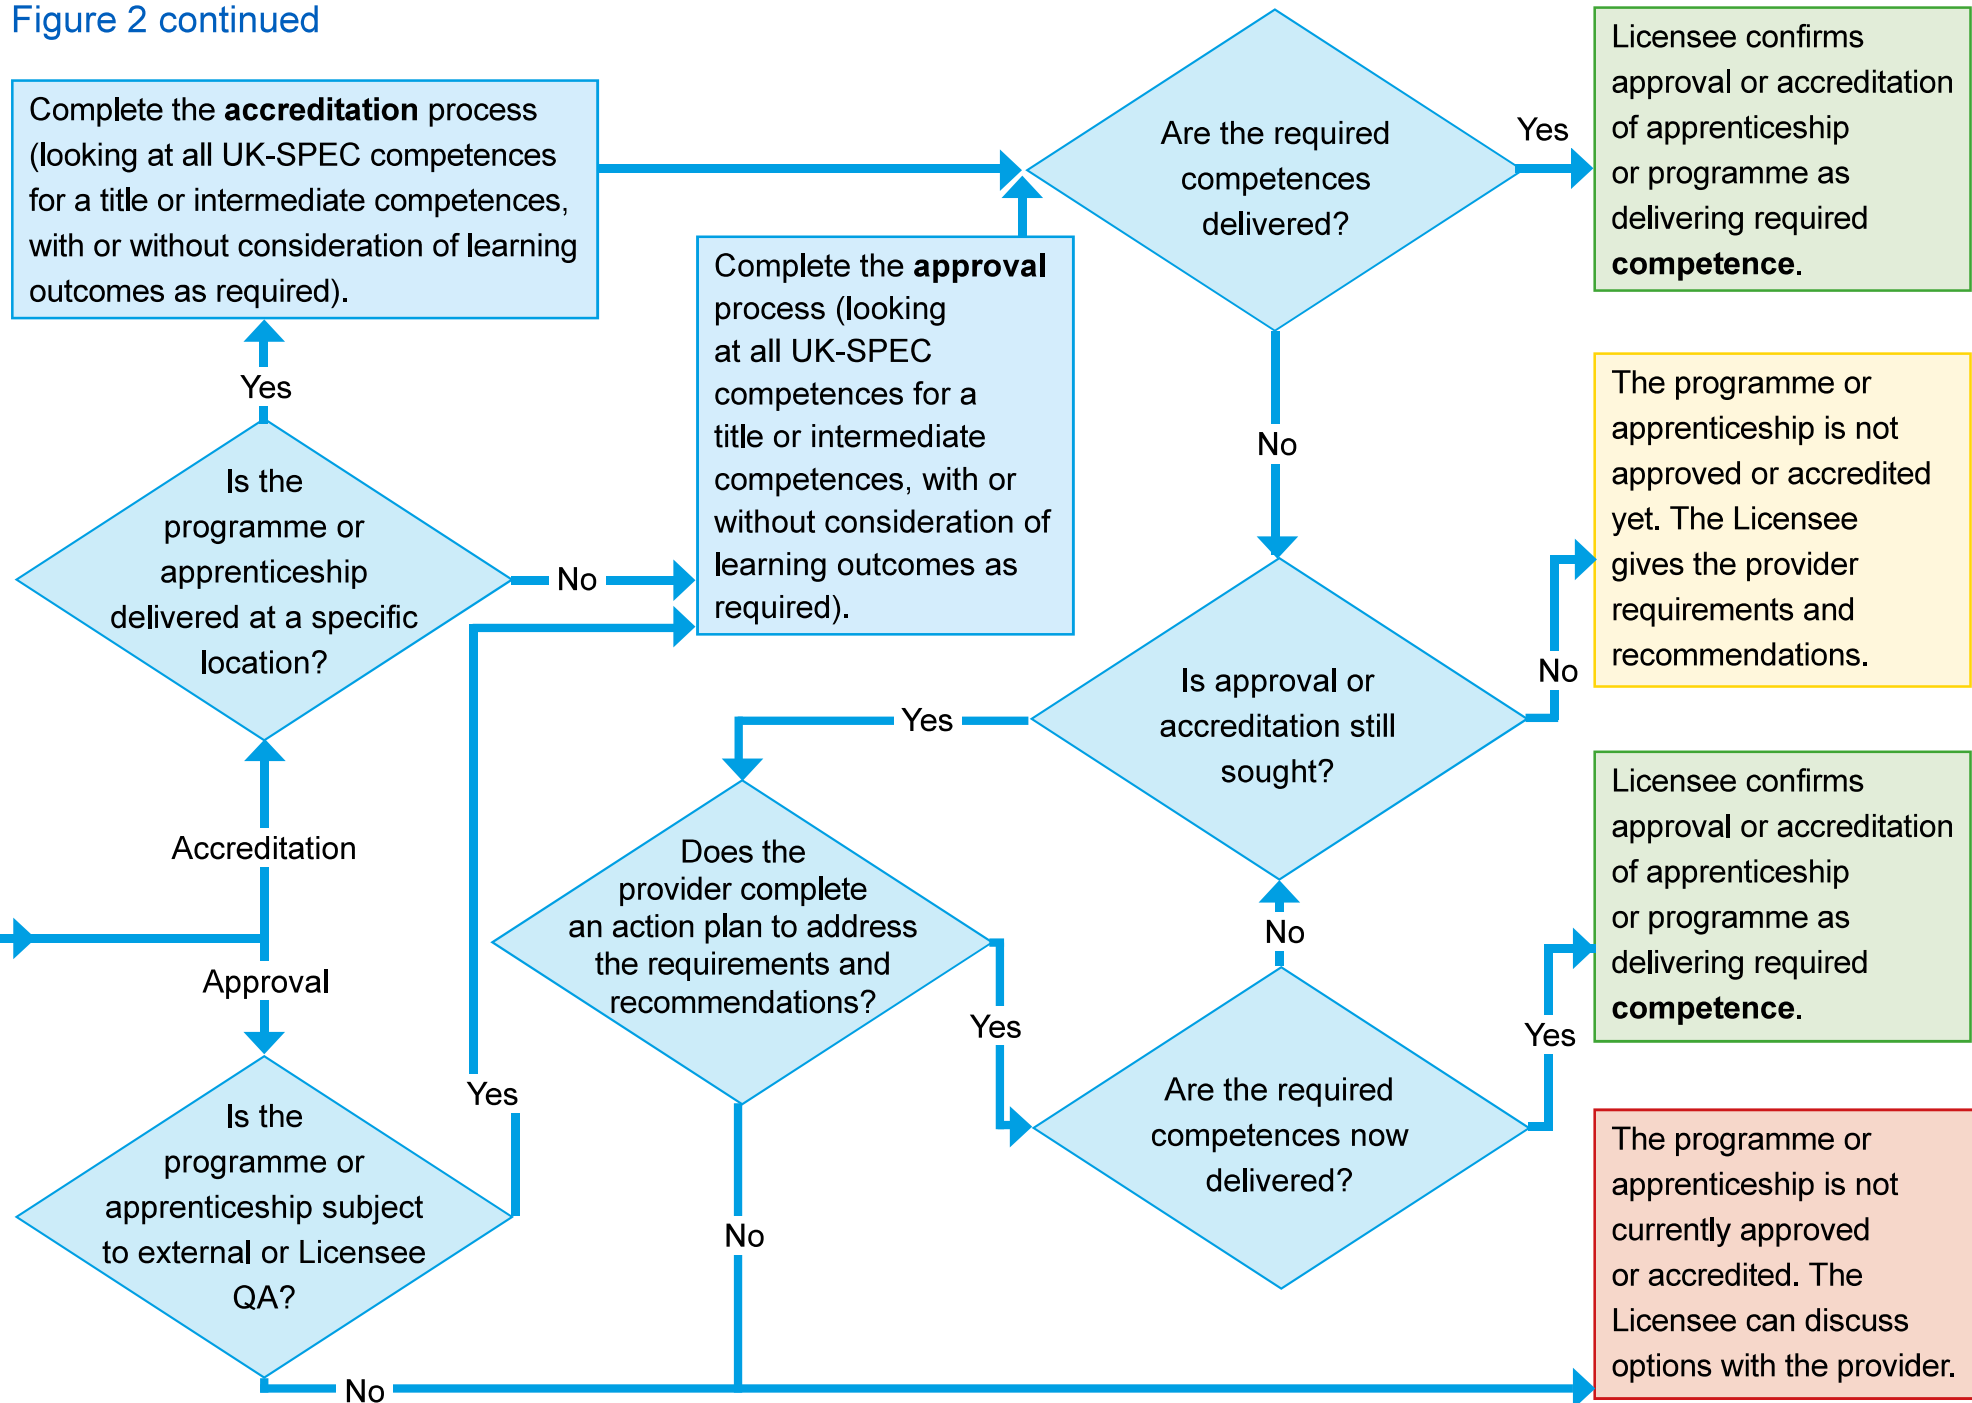 Figure 2 continued
Complete the accreditation process
(looking at all UK-SPEC competences
for a title or intermediate competences,
with or without consideration of learning
outcomes as required).
Yes
Is the
programme or
apprenticeship
delivered at a specific
location?
No
Accreditation
Approval
Is the
programme or
apprenticeship subject
to external or Licensee
QA?
Yes
No
Complete the approval
process (looking
at all UK-SPEC
competences for a
title or intermediate
competences, with or
without consideration of
learning outcomes as
required).
Are the required
competences
delivered?
Yes
No
Licensee confirms
approval or accreditation
of apprenticeship
or programme as
delivering required
competence.
Is approval or
accreditation still
sought?
No
Yes
The programme or
apprenticeship is not
approved or accredited
yet. The Licensee
gives the provider
requirements and
recommendations.
Does the
provider complete
an action plan to address
the requirements and
recommendations?
Yes
No
Are the required
competences now
delivered?
No
Yes
Licensee confirms
approval or accreditation
of apprenticeship
or programme as
delivering required
competence.
The programme or
apprenticeship is not
currently approved
or accredited. The
Licensee can discuss
options with the provider.